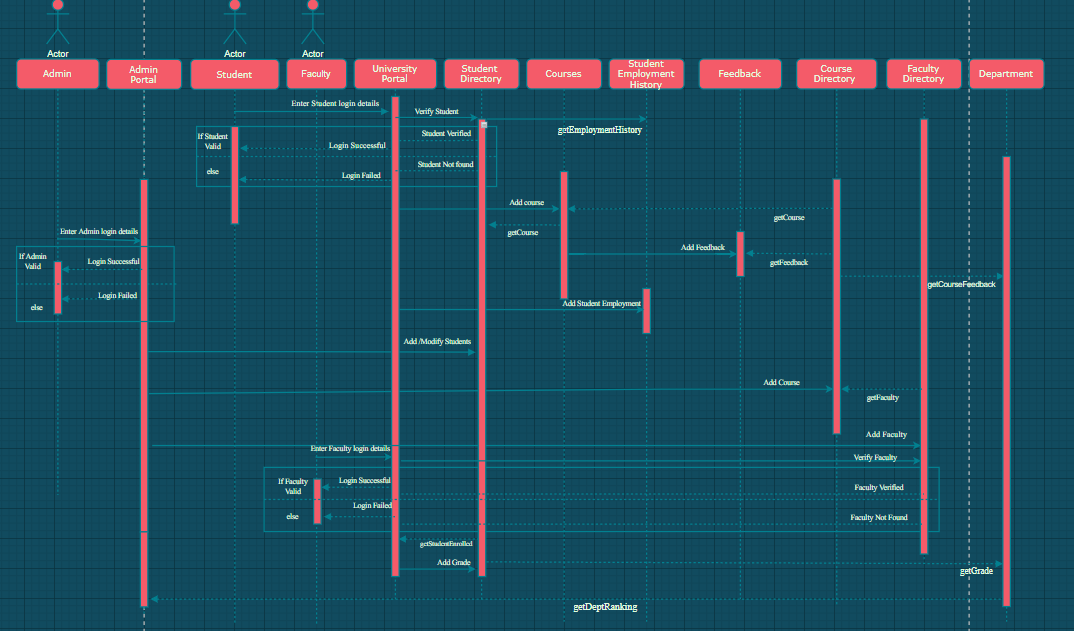 Actor
Actor
Actor
Admin
Admin
Portal
Student
Faculty
University
Portal
Student
Directory
Courses
Student
Employment
History
Feedback
Course
Directory
Faculty
Directory
Department
Enter Student login details
Verify Student
getEmploymentHistory
If Student
Valid
Student Verified
Login Successful
Student Not found
else
Login Failed
Add course
getCourse
getCourse
Enter Admin login details
Add Feedback
If Admin
Valid
Login Successful
getFeedback
getCourseFeedback
Login Failed
else
Add Student Employment
Add /Modify Students
Add Course
getFaculty
Add Faculty
Enter Faculty login details
Verify Faculty
If Faculty
Valid
Login Successful
Faculty Verified
Login Failed
else
Faculty Not Found
getStudentEnrolled
Add Grade
getGrade
getDeptRanking